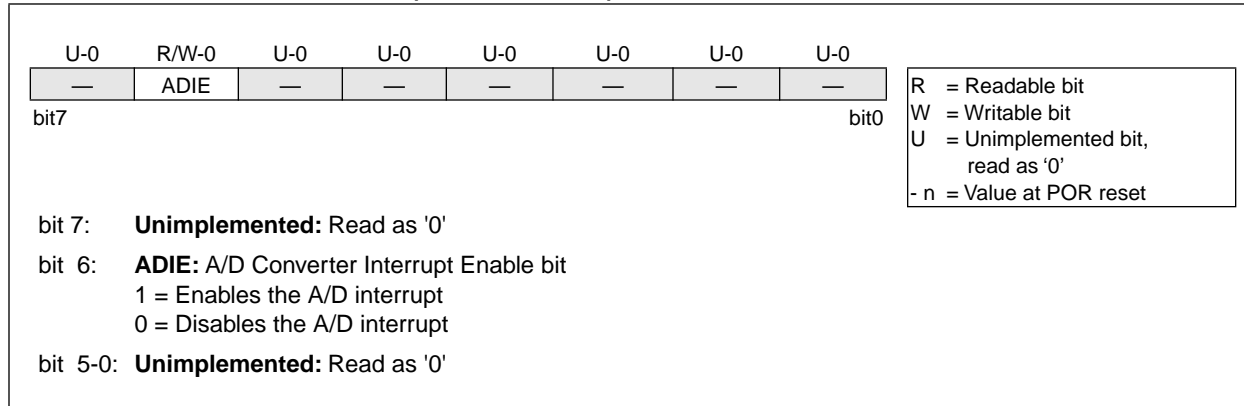 U-0 R/W-0 U-0 U-0 U-0 U-0 U-0 U-0
— ADIE — — — — — —
bit7 bit0
R = Readable bit
W = Writable bit
U = Unimplemented bit,
read as ‘0’
- n = Value at POR reset
bit 7: Unimplemented: Read as '0'
bit 6: ADIE: A/D Converter Interrupt Enable bit
1 = Enables the A/D interrupt
0 = Disables the A/D interrupt
bit 5-0: Unimplemented: Read as '0'